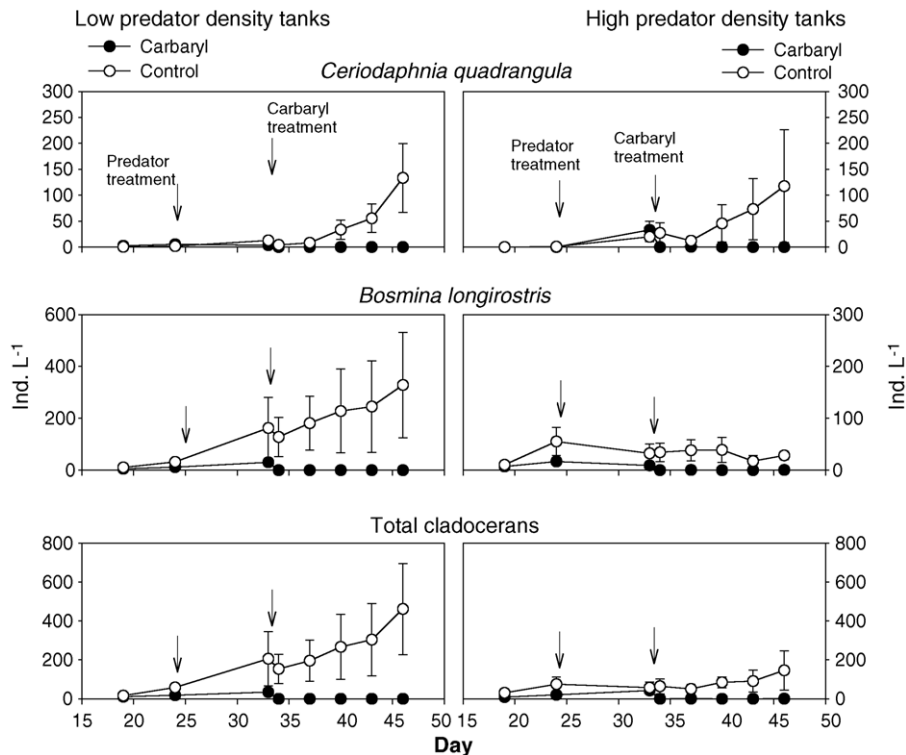 Low predator density tanks
Carbaryl
Control
High predator density tanks
Carbaryl
Control
Ceriodaphnia quadrangula
300
250
200
150
100
50
0
Predator
treatment
Carbaryl
treatment
Predator
treatment
Carbaryl
treatment
300
250
200
150
100
50
0
Bosmina longirostris
Ind. L-1
600
400
200
0
300
200
100
0
Ind. L-1
Total cladocerans
800
600
400
200
0
800
600
400
200
0
15 20 25 30 35 40 45 50
15 20 25 30 35 40 45 50
Day